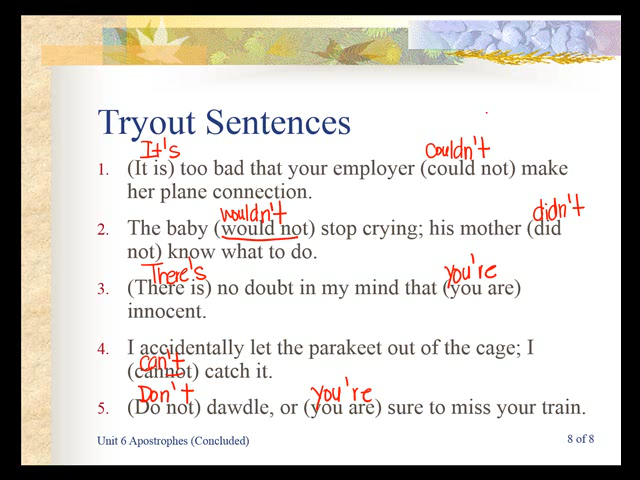 Tryout Sentences
It's couldn't
1. (It is) too bad that your employer (could not) make
her plane connection.
wouldn't didn't
2. The baby (would not) stop crying; his mother (did
not) know what to do.
There's you're
3. (There is) no doubt in my mind that (you are)
innocent.
4. I accidentally let the parakeet out of the cage; I
can't
(cannot) catch it.
Don't you're
5. (Do not) dawdle, or (you are) sure to miss your train.
Unit 6 Apostrophes (Concluded) 8 of 8